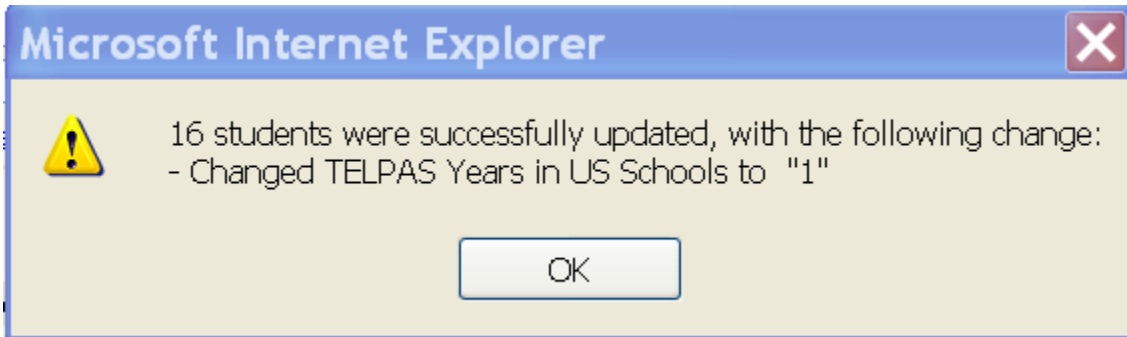 Microsoft Internet Explorer
16 students were successfully updated, with the following change:
- Changed TELPAS Years in US Schools to  "1"
OK